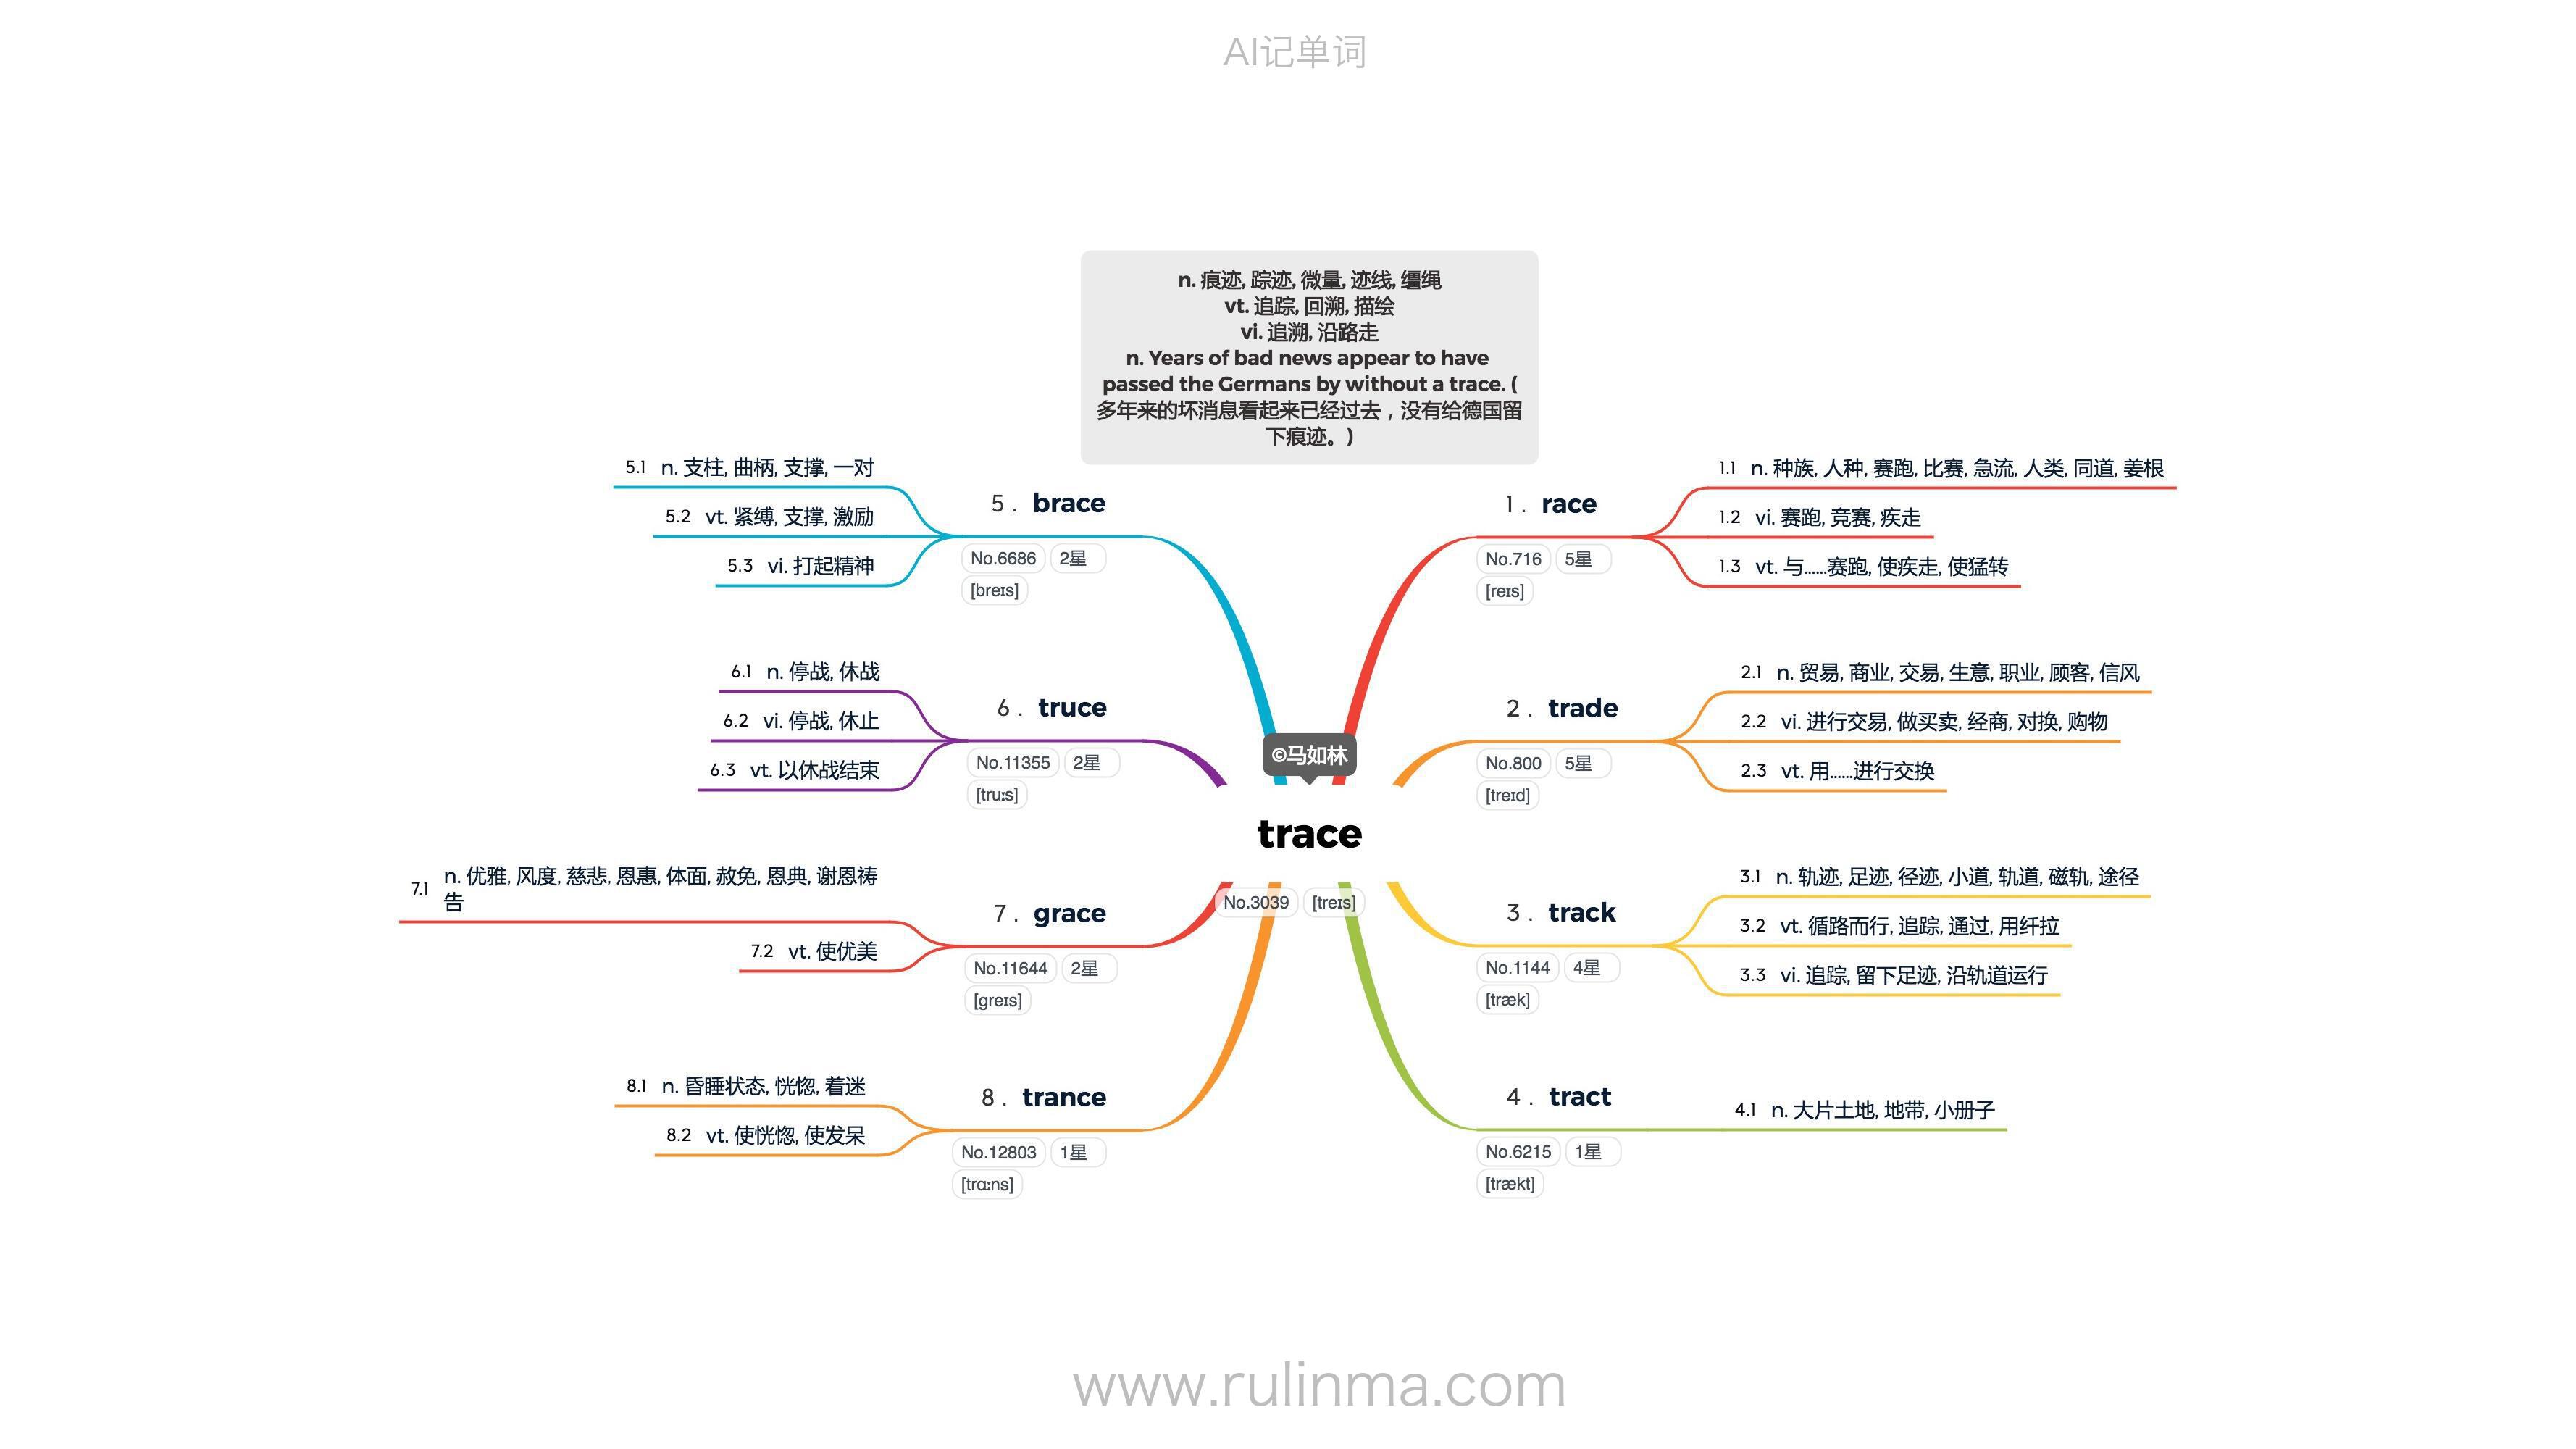 AI记单词
n. 痕迹, 踪迹, 微量, 迹线, 缰绳
vt. 追踪, 回溯, 描绘
vi. 追溯, 沿路走
n. Years of bad news appear to have
passed the Germans by without a trace. (
多年来的坏消息看起来已经过去，没有给德国留
下痕迹。)
©马如林
trace
No.3039 [treɪs]
1 . race
No.716 5星
[reɪs]
1.1 n. 种族, 人种, 赛跑, 比赛, 急流, 人类, 同道, 姜根
1.2 vi. 赛跑, 竞赛, 疾走
1.3 vt. 与……赛跑, 使疾走, 使猛转
2 . trade
No.800 5星
[treɪd]
2.1 n. 贸易, 商业, 交易, 生意, 职业, 顾客, 信风
2.2 vi. 进行交易, 做买卖, 经商, 对换, 购物
2.3 vt. 用……进行交换
3 . track
No.1144 4星
[træk]
3.1 n. 轨迹, 足迹, 径迹, 小道, 轨道, 磁轨, 途径
3.2 vt. 循路而行, 追踪, 通过, 用纤拉
3.3 vi. 追踪, 留下足迹, 沿轨道运行
4 . tract
No.6215 1星
[trækt]
4.1 n. 大片土地, 地带, 小册子
5 . brace
No.6686 2星
[breɪs]
5.1 n. 支柱, 曲柄, 支撑, 一对
5.2 vt. 紧缚, 支撑, 激励
5.3 vi. 打起精神
6 . truce
No.11355 2星
[tru:s]
6.1 n. 停战, 休战
6.2 vi. 停战, 休止
6.3 vt. 以休战结束
7 . grace
No.11644 2星
[greɪs]
7.1 n. 优雅, 风度, 慈悲, 恩惠, 体面, 赦免, 恩典, 谢恩祷
告
7.2 vt. 使优美
8 . trance
No.12803 1星
[trɑ:ns]
8.1 n. 昏睡状态, 恍惚, 着迷
8.2 vt. 使恍惚, 使发呆
www.rulinma.com